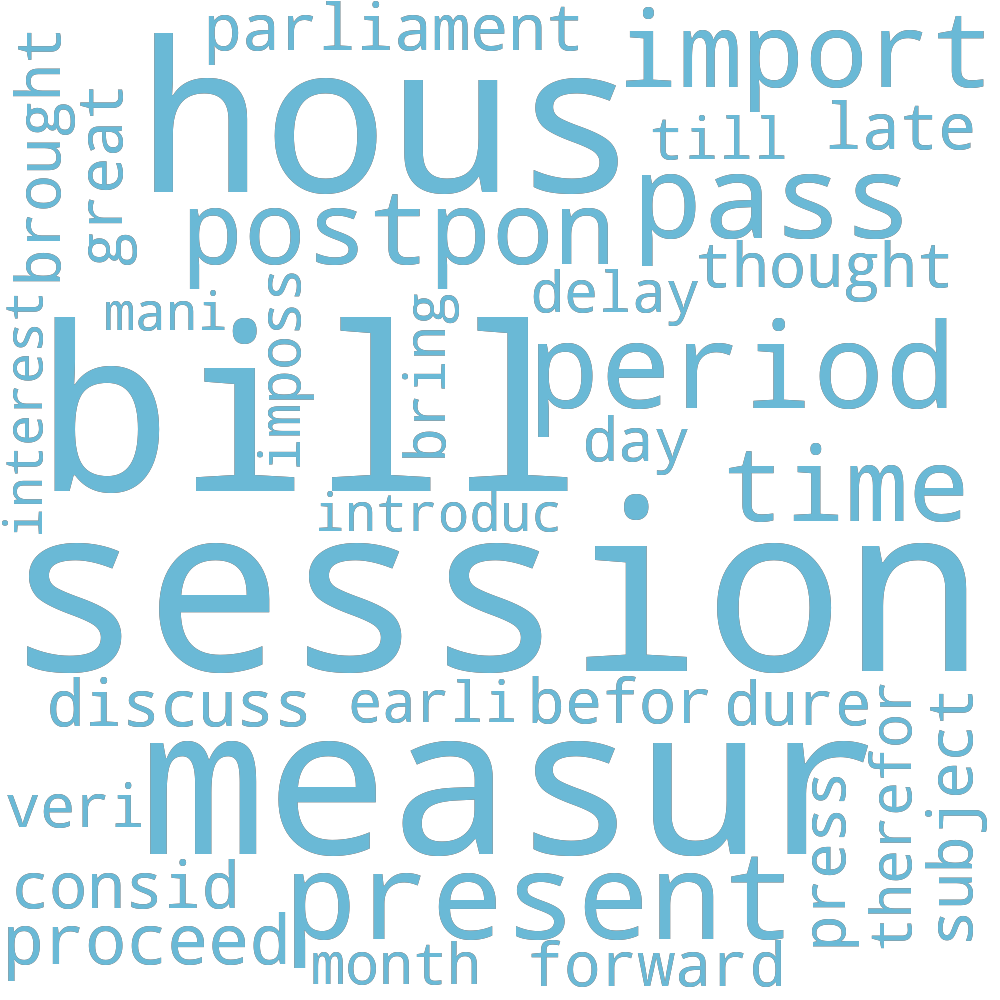 parliament
import
hous
brought
great
till
late
pass
postpon
thought
mani
imposs
delay
interest
bring
bill
period
day
time
introduc
session
discuss
earli
befor
dure
measur
veri
press
therefor
subject
consid
present
proceed
month
forward